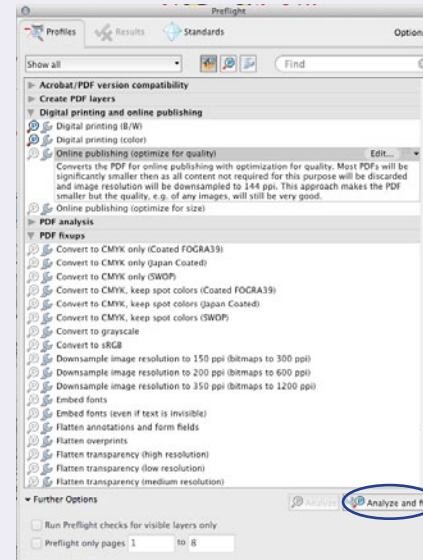 Preflight
Profiles Results Standards Options
Show all Find
Acrobat/PDF version compatibility
Create PDF layers
Digital printing and online publishing
Digital printing (B/W)
Digital printing (color)
Online publishing (optimize for quality) Edit...
Converts the PDF for online publishing with optimization for quality. Most PDFs will be
significantly smaller then as all content not required for this purpose will be discarded
and image resolution will be downsampled to 144 ppi. This approach makes the PDF
smaller but the quality, e.g. of any images, will still be very good.
Online publishing (optimize for size)
PDF analysis
PDF fixups
Convert to CMYK only (Coated FOGRA39)
Convert to CMYK only (Japan Coated)
Convert to CMYK only (SWOP)
Convert to CMYK, keep spot colors (Coated FOGRA39)
Convert to CMYK, keep spot colors (Japan Coated)
Convert to CMYK, keep spot colors (SWOP)
Convert to grayscale
Convert to sRGB
Downsample image resolution to 150 ppi (bitmaps to 300 ppi)
Downsample image resolution to 200 ppi (bitmaps to 600 ppi)
Downsample image resolution to 350 ppi (bitmaps to 1200 ppi)
Embed fonts
Embed fonts (even if text is invisible)
Flatten annotations and form fields
Flatten overprints
Flatten transparency (high resolution)
Flatten transparency (low resolution)
Flatten transparency (medium resolution)
Further Options Analyze Analyze and
Run Preflight checks for visible layers only
Preflight only pages 1 to 8